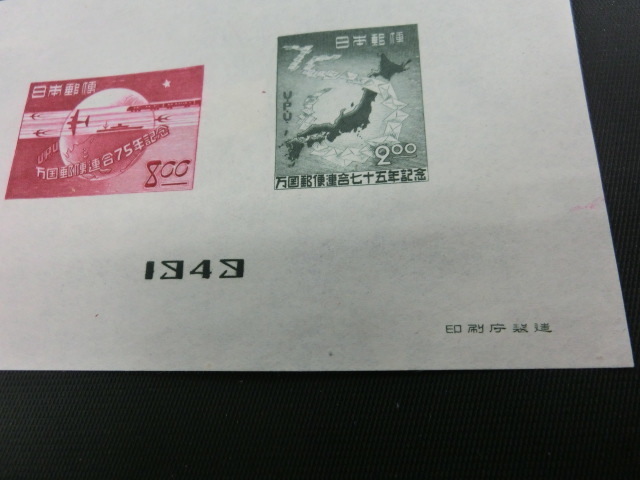 日本郵便
UPU
万国郵便連合75年記念
8.00
75
日本郵便
UPU
2.00
万国郵便連合七十五年記念
1949
印刷庁製造